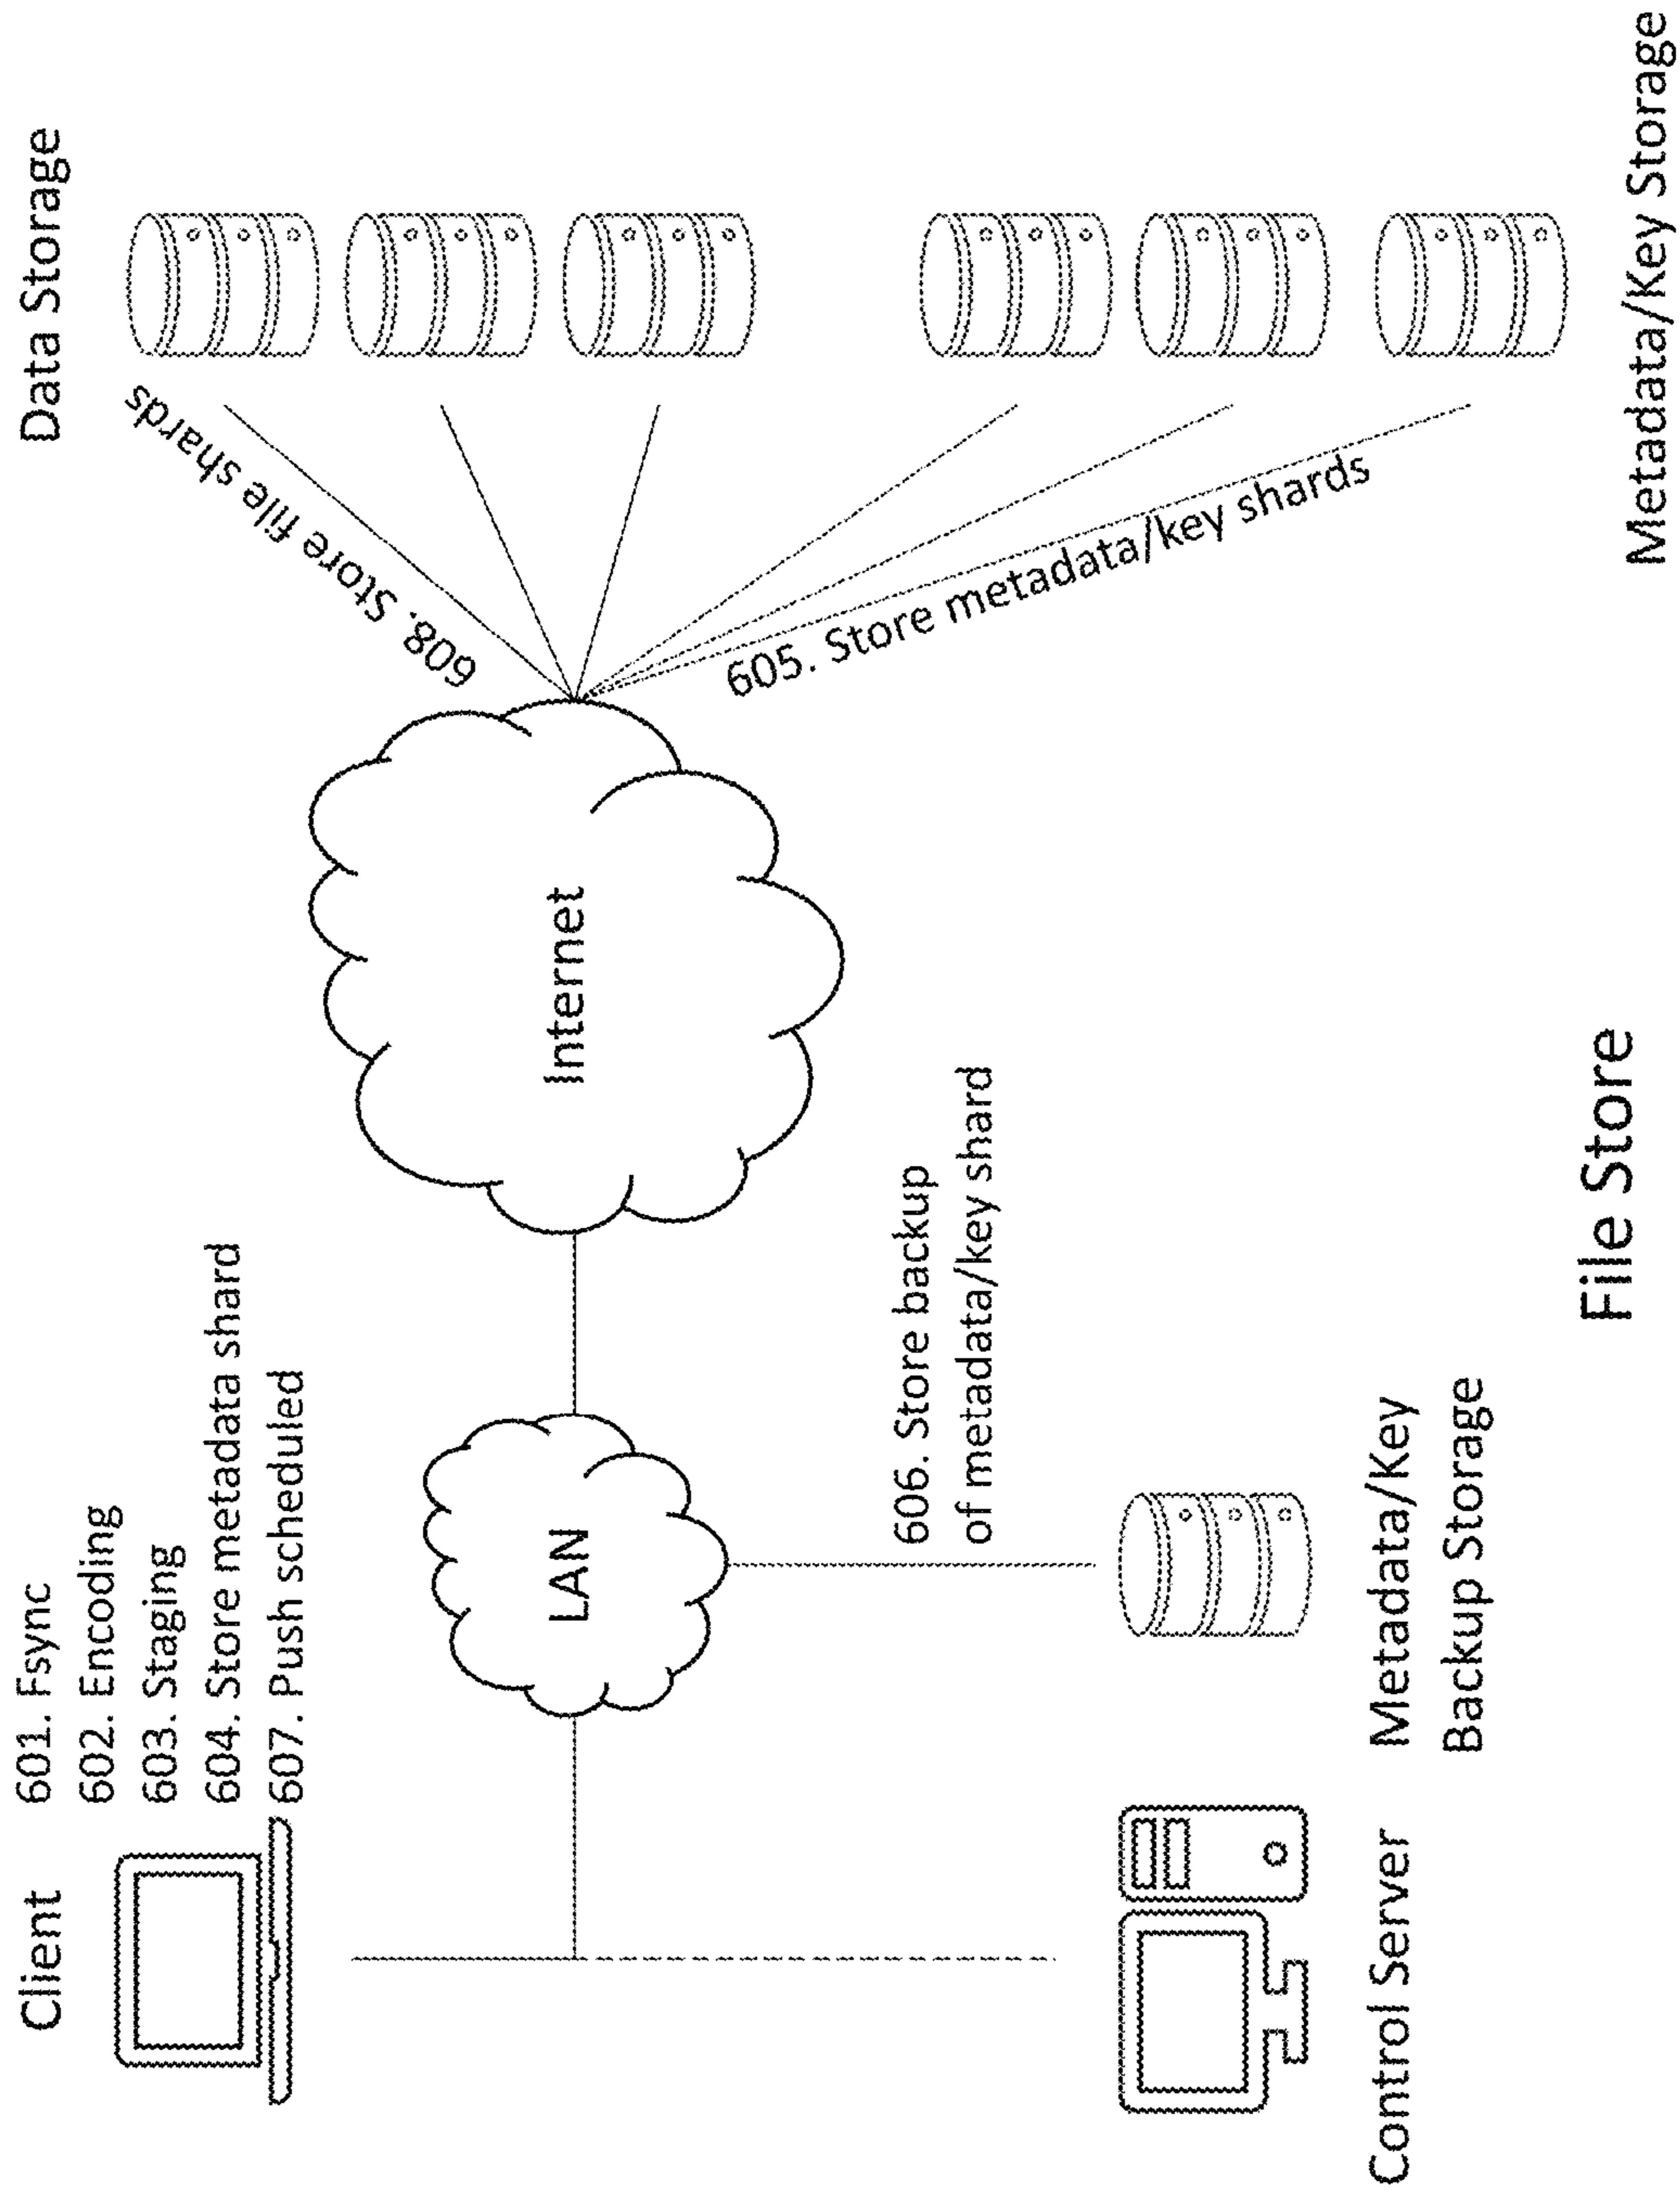 Client
601. Fsync
602. Encoding
603. Staging
604. Store metadata shard
607. Push scheduled
Data Storage
608. Store file shards
LAN
Internet
605. Store metadata/key shards
606. Store backup
of metadata/key shard
Control Server
Metadata/Key
Backup Storage
Metadata/Key Storage
File Store